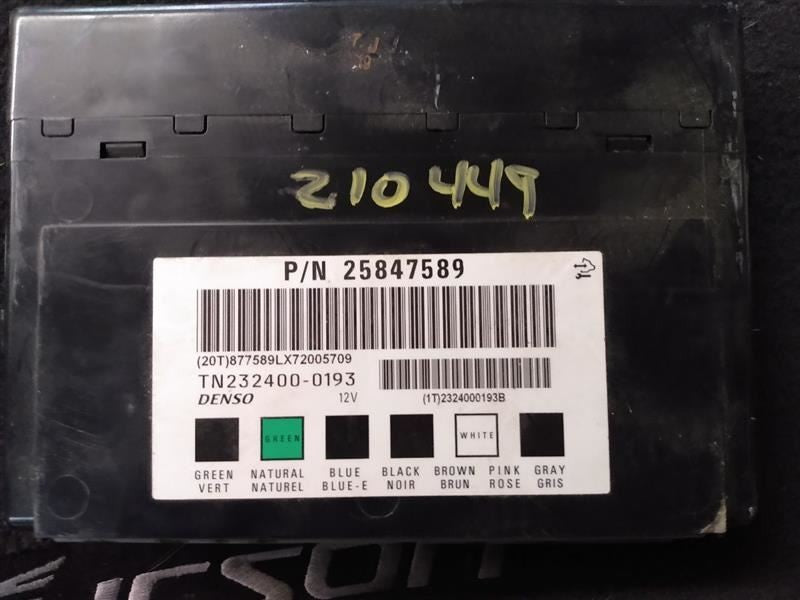 210449
P/N 25847589
(20T)877589LX72005709
TN232400-0193
DENSO 12V
(1T)2324000193B
GREEN WHITE
GREEN NATURAL BLUE BLACK BROWN PINK GRAY
VERT NATUREL BLUE-E NOIR BRUN ROSE GRIS